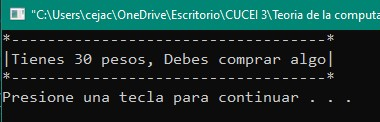 "C:\Users\cejac\OneDrive\Escritorio\CUCEI 3\Teoria de la computa
*----------------------------------*
|Tienes 30 pesos, Debes comprar algo|
*----------------------------------*
Presione una tecla para continuar . . .